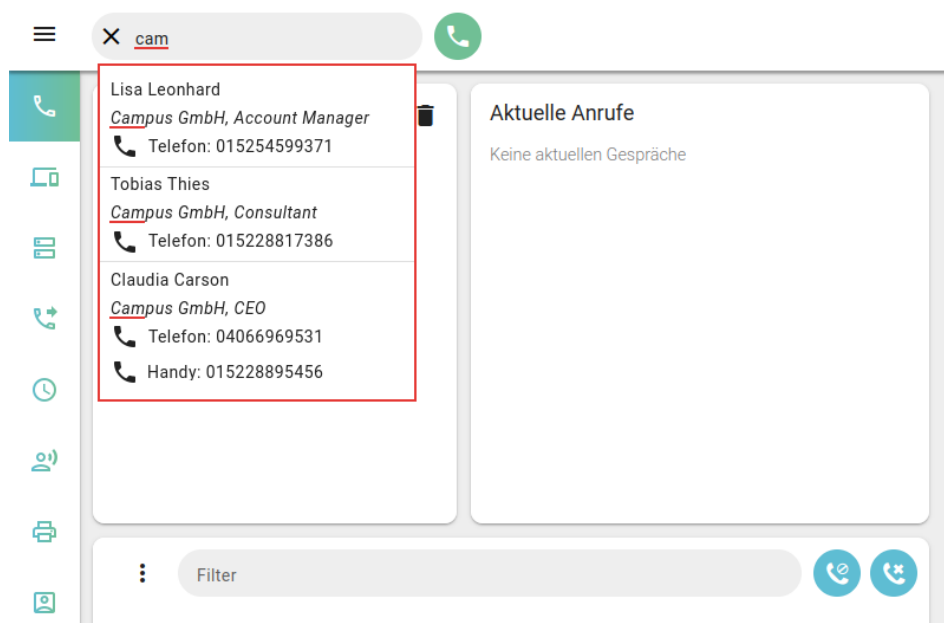 cam
Lisa Leonhard
Campus GmbH, Account Manager
Telefon: 015254599371
Tobias Thies
Campus GmbH, Consultant
Telefon: 015228817386
Claudia Carson
Campus GmbH, CEO
Telefon: 04066969531
Handy: 015228895456
Aktuelle Anrufe
Keine aktuellen Gespräche
Filter